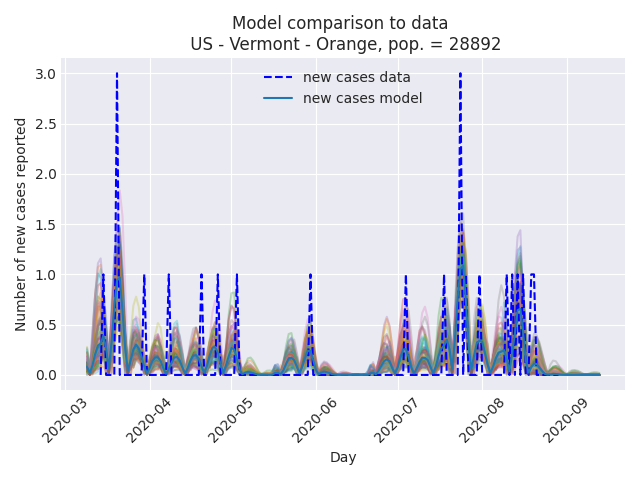 Model comparison to data
US - Vermont - Orange, pop. = 28892
new cases data
new cases model
Number of new cases reported
3.0
2.5
2.0
1.5
1.0
0.5
0.0
2020-03
2020-04
2020-05
2020-06
2020-07
2020-08
2020-09
Day